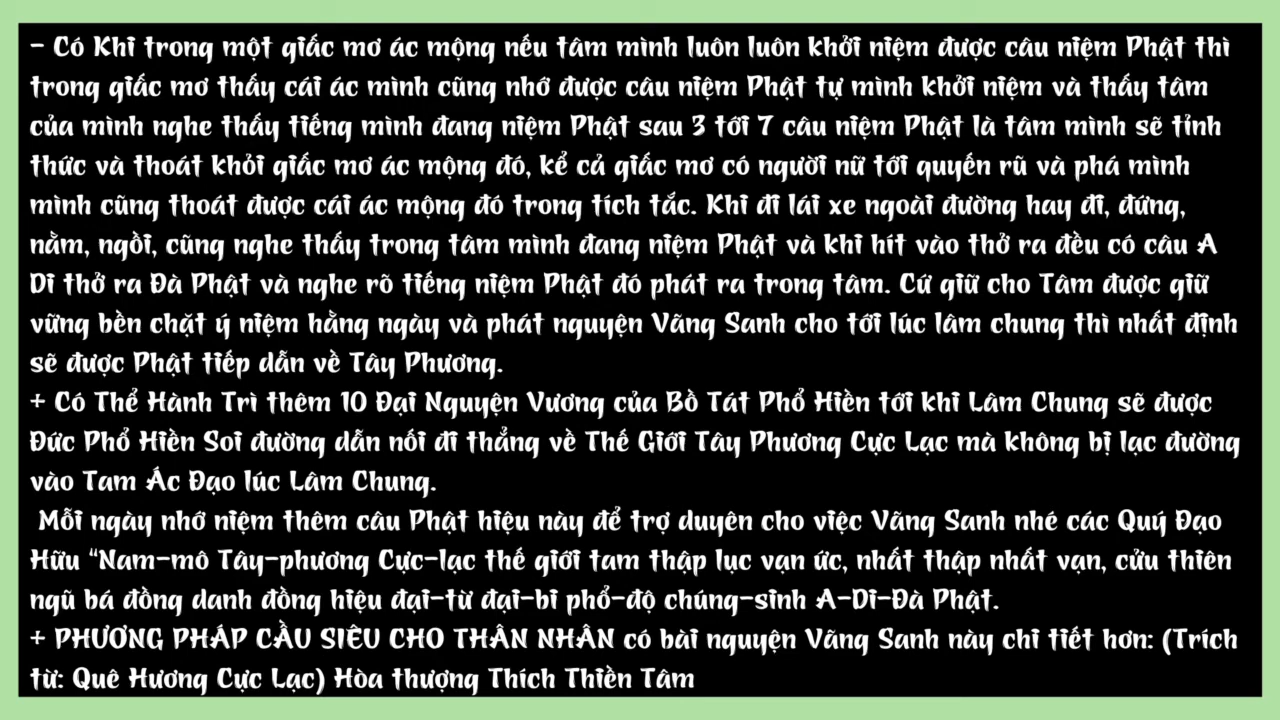 - Có Khi trong một giấc mơ ác mộng nếu tâm mình luôn luôn khởi niệm được câu niệm Phật thì
trong giấc mơ thấy cái ác mình cũng nhớ được câu niệm Phật tự mình khởi niệm và thấy tâm
của mình nghe thấy tiếng mình đang niệm Phật sau 3 tới 7 câu niệm Phật là tâm mình sẽ tỉnh
thức và thoát khỏi giấc mơ ác mộng đó, kể cả giấc mơ có người nữ tới quyến rũ và phá mình
mình cũng thoát được cái ác mộng đó trong tích tắc. Khi đi lái xe ngoài đường hay đi, đứng,
nằm, ngồi, cũng nghe thấy trong tâm mình đang niệm Phật và khi hít vào thở ra đều có câu A
Di thở ra Đà Phật và nghe rõ tiếng niệm Phật đó phát ra trong tâm. Cứ giữ cho Tâm được giữ
vững bền chặt ý niệm hằng ngày và phát nguyện Vãng Sanh cho tới lúc lâm chung thì nhất định
sẽ được Phật tiếp dẫn về Tây Phương.
+ Có Thể Hành Trì thêm 10 Đại Nguyện Vương của Bồ Tát Phổ Hiền tới khi Lâm Chung sẽ được
Đức Phổ Hiền Soi đường dẫn nối đi thẳng về Thế Giới Tây Phương Cực Lạc mà không bị lạc đường
vào Tam Ác Đạo lúc Lâm Chung.
Mỗi ngày nhớ niệm thêm câu Phật hiệu này để trợ duyên cho việc Vãng Sanh nhé các Quý Đạo
Hữu "Nam-mô Tây-phương Cực-lạc thế giới tam thập lục vạn ức, nhất thập nhất vạn, cửu thiên
ngũ bá đồng danh đồng hiệu đại-từ đại-bi phổ-độ chúng-sinh A-Di-Đà Phật.
+ PHƯƠNG PHÁP CẦU SIÊU CHO THÂN NHÂN có bài nguyện Vãng Sanh này chi tiết hơn: (Trích
từ: Quê Hương Cực Lạc) Hòa thượng Thích Thiền Tâm